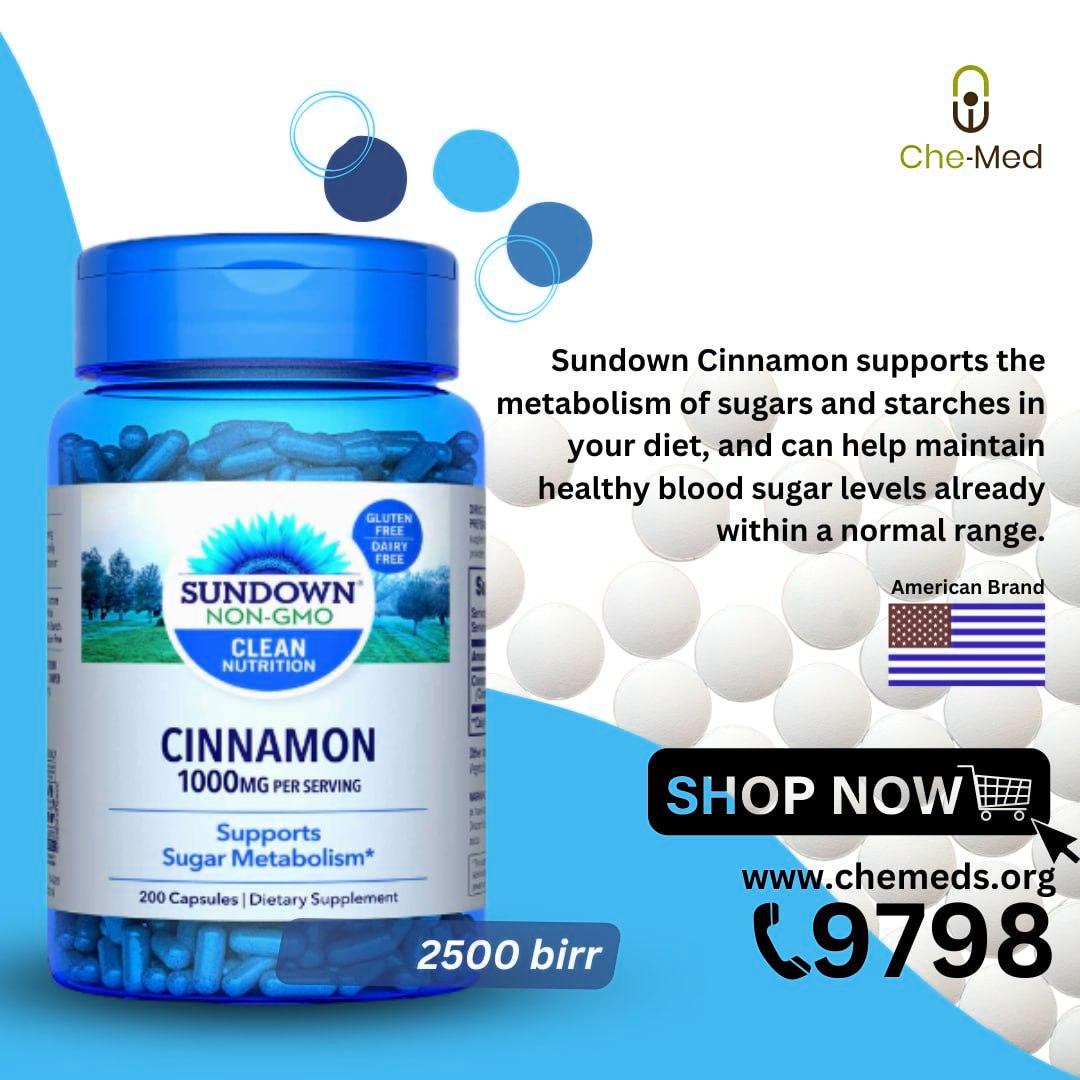 Che-Med
Sundown Cinnamon supports the
metabolism of sugars and starches in
your diet, and can help maintain
healthy blood sugar levels already
within a normal range.
American Brand
GLUTEN
FREE
DAIRY
FREE
SUNDOWN®
NON-GMO
CLEAN
NUTRITION
CINNAMON
1000MG PER SERVING
Supports
Sugar Metabolism*
200 Capsules | Dietary Supplement
2500 birr
SHOP NOW
www.chemeds.org
9798